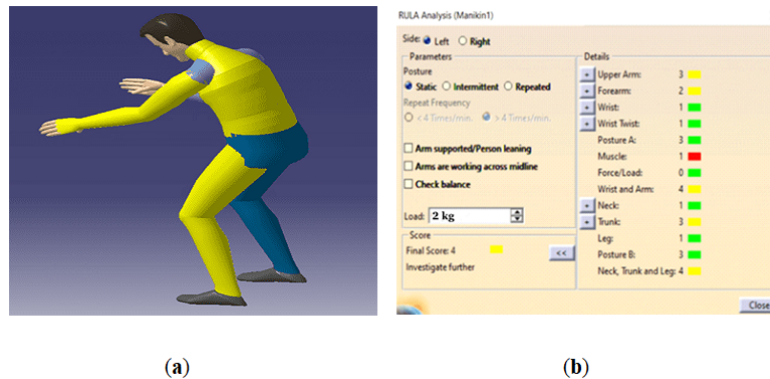 RULA Analysis (Manikin1)
Side: Left Right
Parameters
Posture
Static Intermittent Repeated
Repeat Frequency
< 4 Times/min. > 4 Times/min.
Arm supported/Person leaning
Arms are working across midline
Check balance
Load: 2 kg
Score
Final Score: 4
<<
Investigate further
Details
+ Upper Arm: 3
+ Forearm: 2
+ Wrist: 1
+ Wrist Twist: 1
Posture A: 3
Muscle: 1
Force/Load: 0
Wrist and Arm: 4
+ Neck: 1
+ Trunk: 3
Leg: 1
Posture B: 3
Neck, Trunk and Leg: 4
Close
(a)
(b)